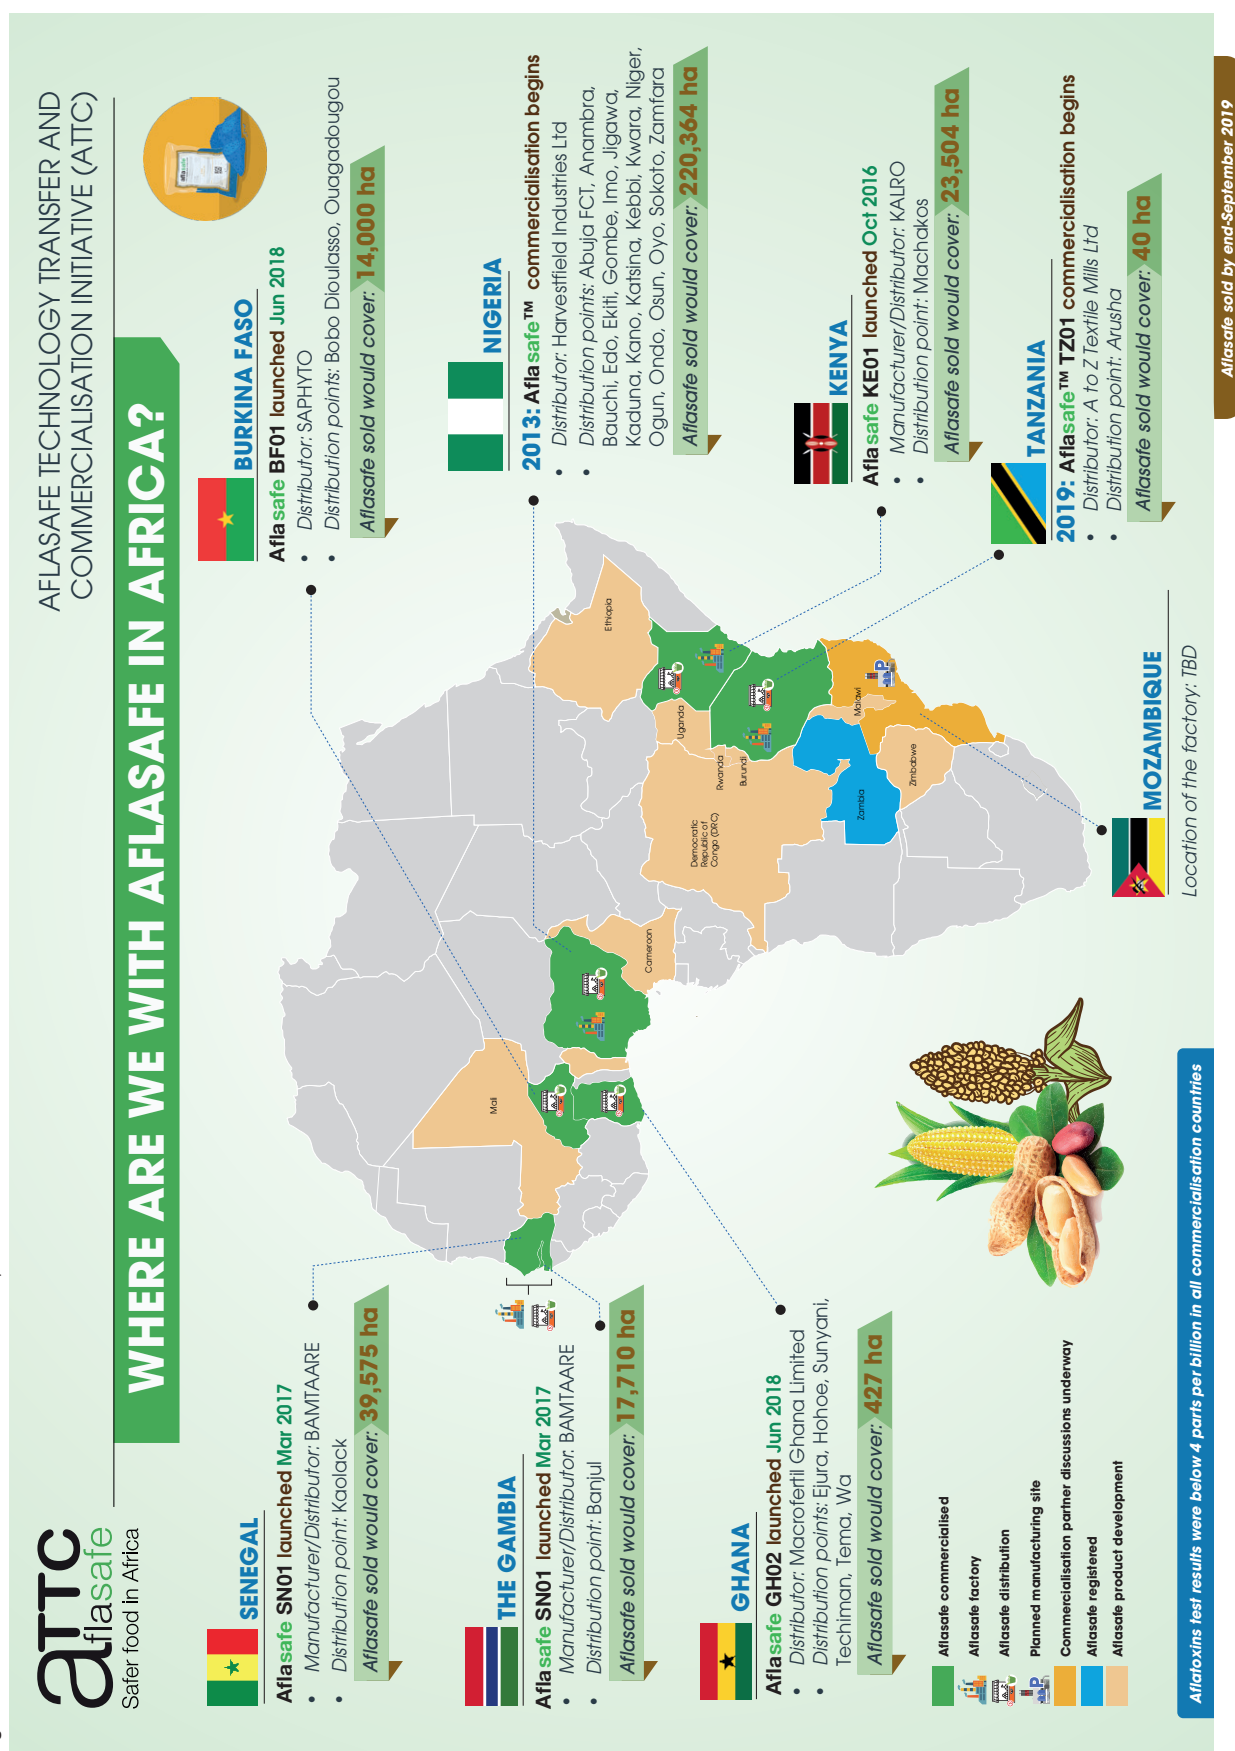 aTTC
aflasafe
Safer food in Africa
AFLASAFE TECHNOLOGY TRANSFER AND
COMMERCIALISATION INITIATIVE (ATTC)
WHERE ARE WE WITH AFLASAFE IN AFRICA?
SENEGAL
Aflasafe SN01 launched Mar 2017
• Manufacturer/Distributor: BAMTAARE
• Distribution point: Kaolack
Aflasafe sold would cover: 39,575 ha
THE GAMBIA
Aflasafe SN01 launched Mar 2017
• Manufacturer/Distributor: BAMTAARE
• Distribution point: Banjul
Aflasafe sold would cover: 17,710 ha
GHANA
Aflasafe GH02 launched Jun 2018
• Distributor: Macrofertil Ghana Limited
• Distribution points: Ejura, Hohoe, Sunyani,
Techiman, Tema, Wa
Aflasafe sold would cover: 427 ha
BURKINA FASO
Aflasafe BF01 launched Jun 2018
• Distributor: SAPHYTO
• Distribution points: Bobo Dioulasso, Ouagadougou
Aflasafe sold would cover: 14,000 ha
NIGERIA
2013: Aflasafe™ commercialisation begins
• Distributor: Harvestfield Industries Ltd
• Distribution points: Abuja FCT, Anambra,
Bauchi, Edo, Ekiti, Gombe, Imo, Jigawa,
Kaduna, Kano, Katsina, Kebbi, Kwara, Niger,
Ogun, Ondo, Osun, Oyo, Sokoto, Zamfara
Aflasafe sold would cover: 220,364 ha
KENYA
Aflasafe KE01 launched Oct 2016
• Manufacturer/Distributor: KALRO
• Distribution point: Machakos
Aflasafe sold would cover: 23,504 ha
TANZANIA
2019: Aflasafe™ TZ01 commercialisation begins
• Distributor: A to Z Textile Mills Ltd
• Distribution point: Arusha
Aflasafe sold would cover: 40 ha
MOZAMBIQUE
Location of the factory: TBD
Mali
Cameroon
Democratic
Republic of
Congo (DRC)
Rwanda
Burundi
Uganda
Ethiopia
Zambia
Malawi
Zimbabwe
P
aflasafe
Aflasafe commercialised
Aflasafe factory
Aflasafe distribution
P
Planned manufacturing site
Commercialisation partner discussions underway
Aflasafe registered
Aflasafe product development
Aflatoxins test results were below 4 parts per billion in all commercialisation countries
Aflasafe sold by end-September 2019